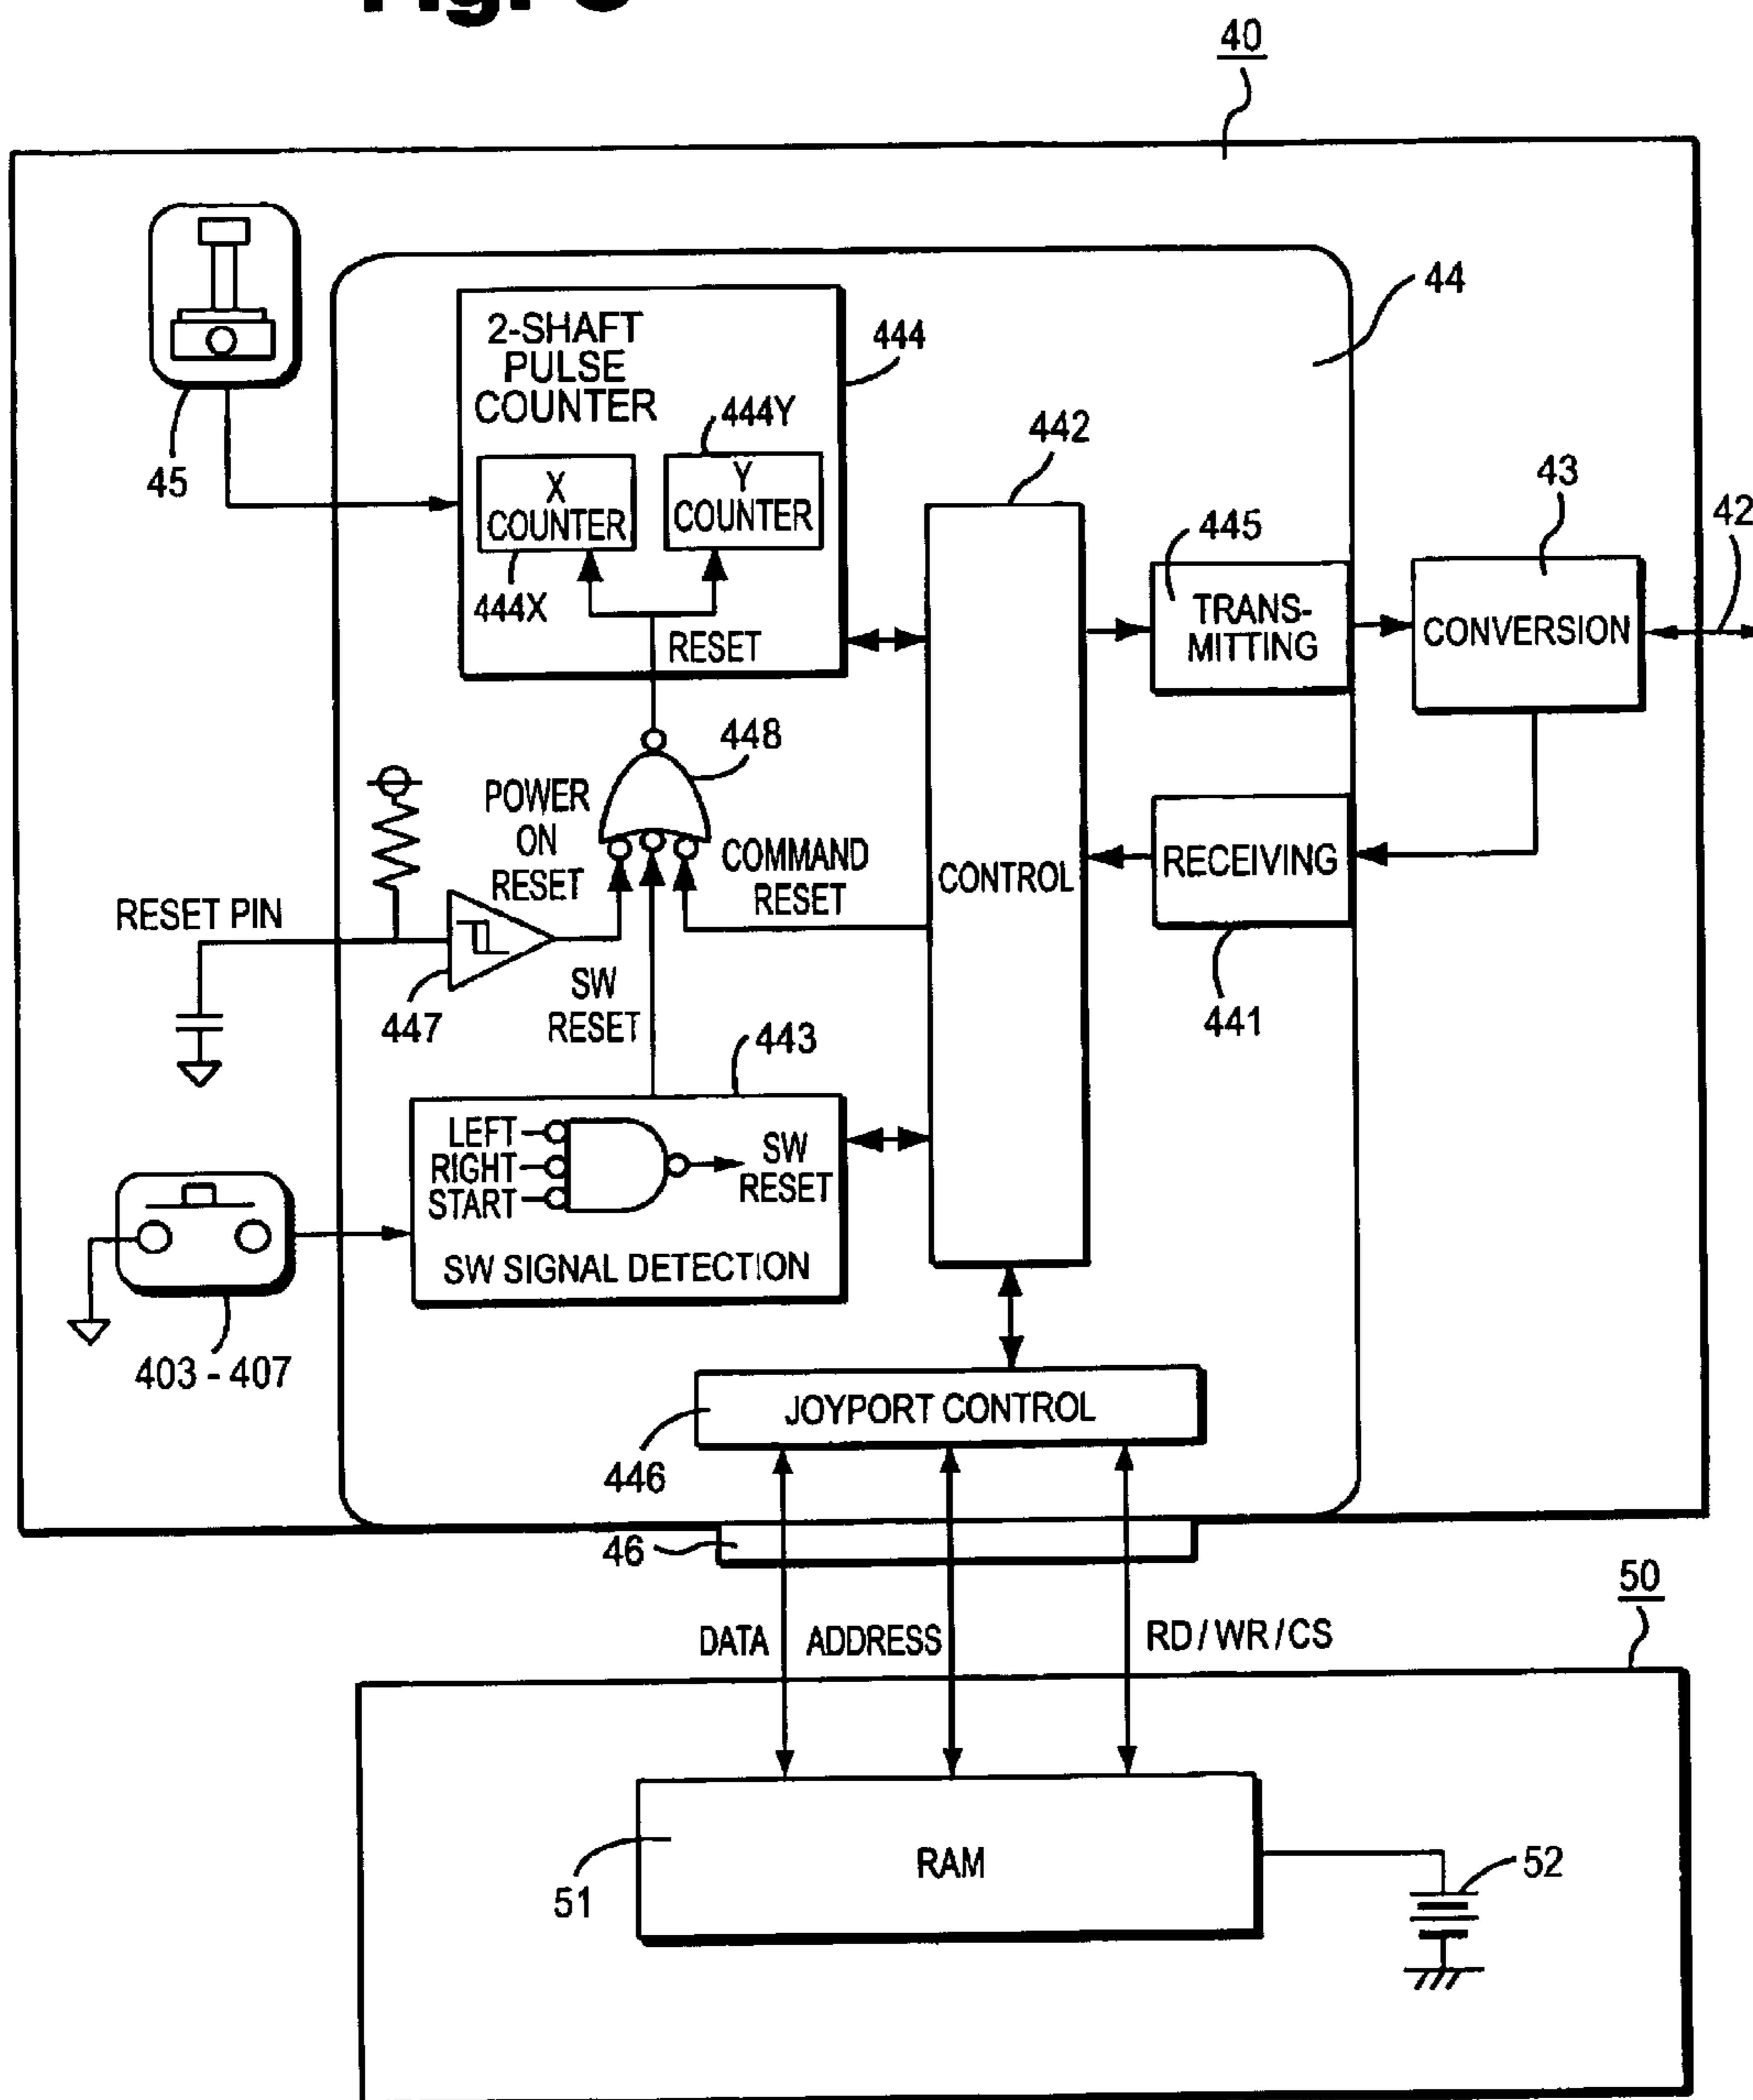 40
44
2-SHAFT
PULSE
COUNTER
444
444Y
X
COUNTER
Y
COUNTER
444X
RESET
45
442
445
TRANS-
MITTING
43
CONVERSION
42
448
POWER
ON
RESET
COMMAND
RESET
CONTROL
RECEIVING
441
RESET PIN
447
SW
RESET
443
LEFT
RIGHT
START
SW
RESET
SW SIGNAL DETECTION
403 - 407
JOYPORT CONTROL
446
46
50
DATA
ADDRESS
RD / WR / CS
RAM
51
52